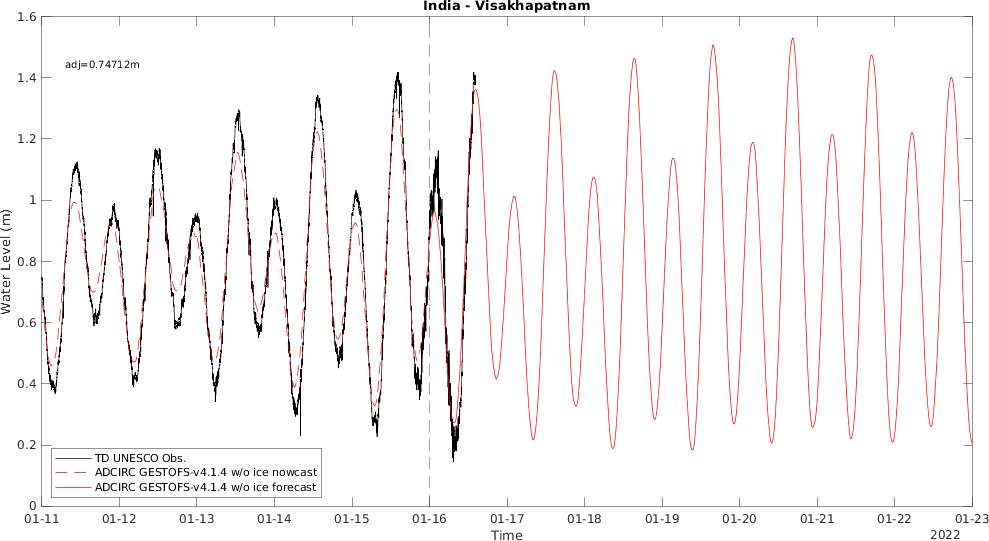 India - Visakhapatnam
1.6
1.4
1.2
1
0.8
0.6
0.4
0.2
0
Water Level (m)
adj=0.74712m
TD UNESCO Obs.
ADCIRC GESTOFS-v4.1.4 w/o ice nowcast
ADCIRC GESTOFS-v4.1.4 w/o ice forecast
01-11 01-12 01-13 01-14 01-15 01-16 01-17 01-18 01-19 01-20 01-21 01-22 01-23
Time
2022